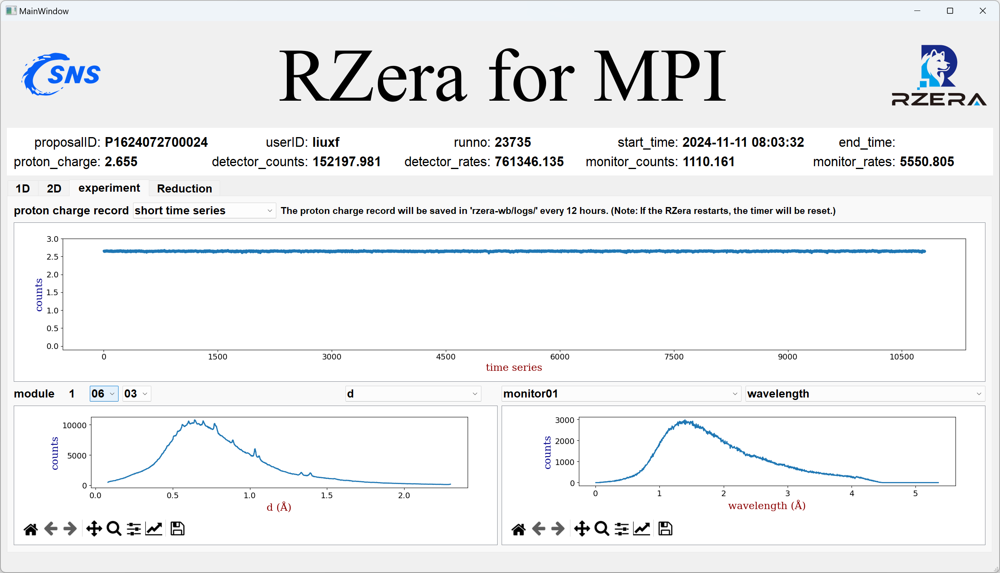 MainWindow
CSNS
RZera for MPI
RZERA
proposalID: P1624072700024 userID: liuxf runno: 23735 start_time: 2024-11-11 08:03:32 end_time:
proton_charge: 2.655 detector_counts: 152197.981 detector_rates: 761346.135 monitor_counts: 1110.161 monitor_rates: 5550.805
1D 2D experiment Reduction
proton charge record short time series The proton charge record will be saved in 'rzera-wb/logs/' every 12 hours. (Note: If the RZera restarts, the timer will be reset.)
3.0
2.5
2.0
1.5
1.0
0.5
0.0
counts
0 1500 3000 4500 6000 7500 9000 10500
time series
module 1 06 03 d monitor01 wavelength
10000
5000
0
counts
0.0 0.5 1.0 1.5 2.0
d (Å)
3000
2000
1000
0
counts
0 1 2 3 4 5
wavelength (Å)